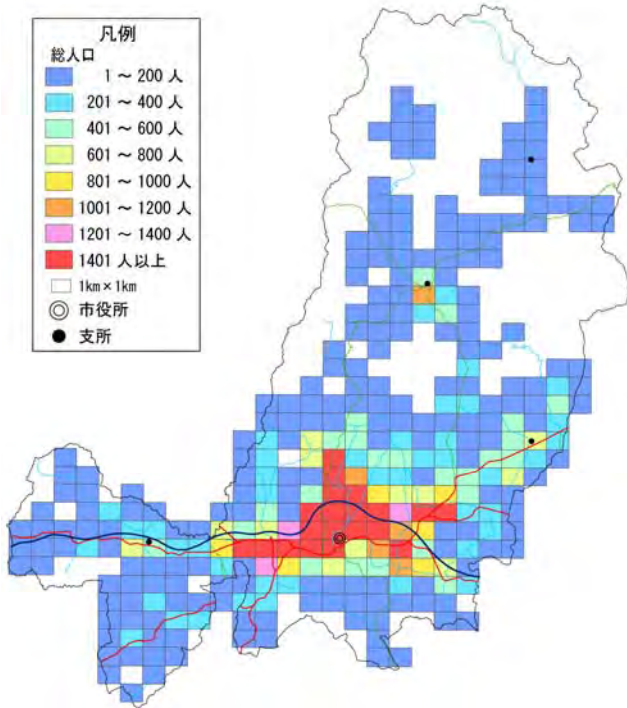 凡例
総人口
1 ～ 200 人
201 ～ 400 人
401 ～ 600 人
601 ～ 800 人
801 ～ 1000 人
1001 ～ 1200 人
1201 ～ 1400 人
1401 人以上
1km×1km
市役所
支所